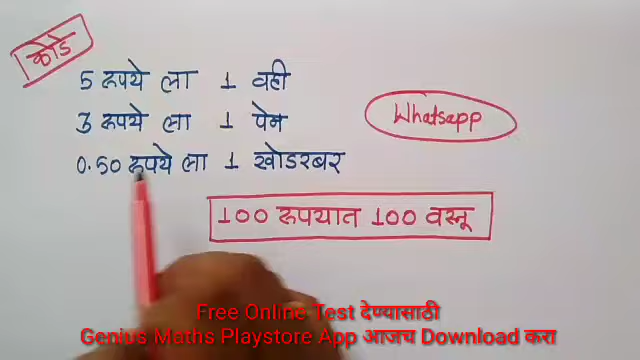 कोडे
5 रुपये ला 1 वही
3 रुपये ला 1 पेन
0.50 रुपये ला 1 खोडरबर
Whatsapp
100 रुपयात 100 वस्तू
Free Online Test देण्यासाठी
Genius Maths Playstore App आजच Download करा